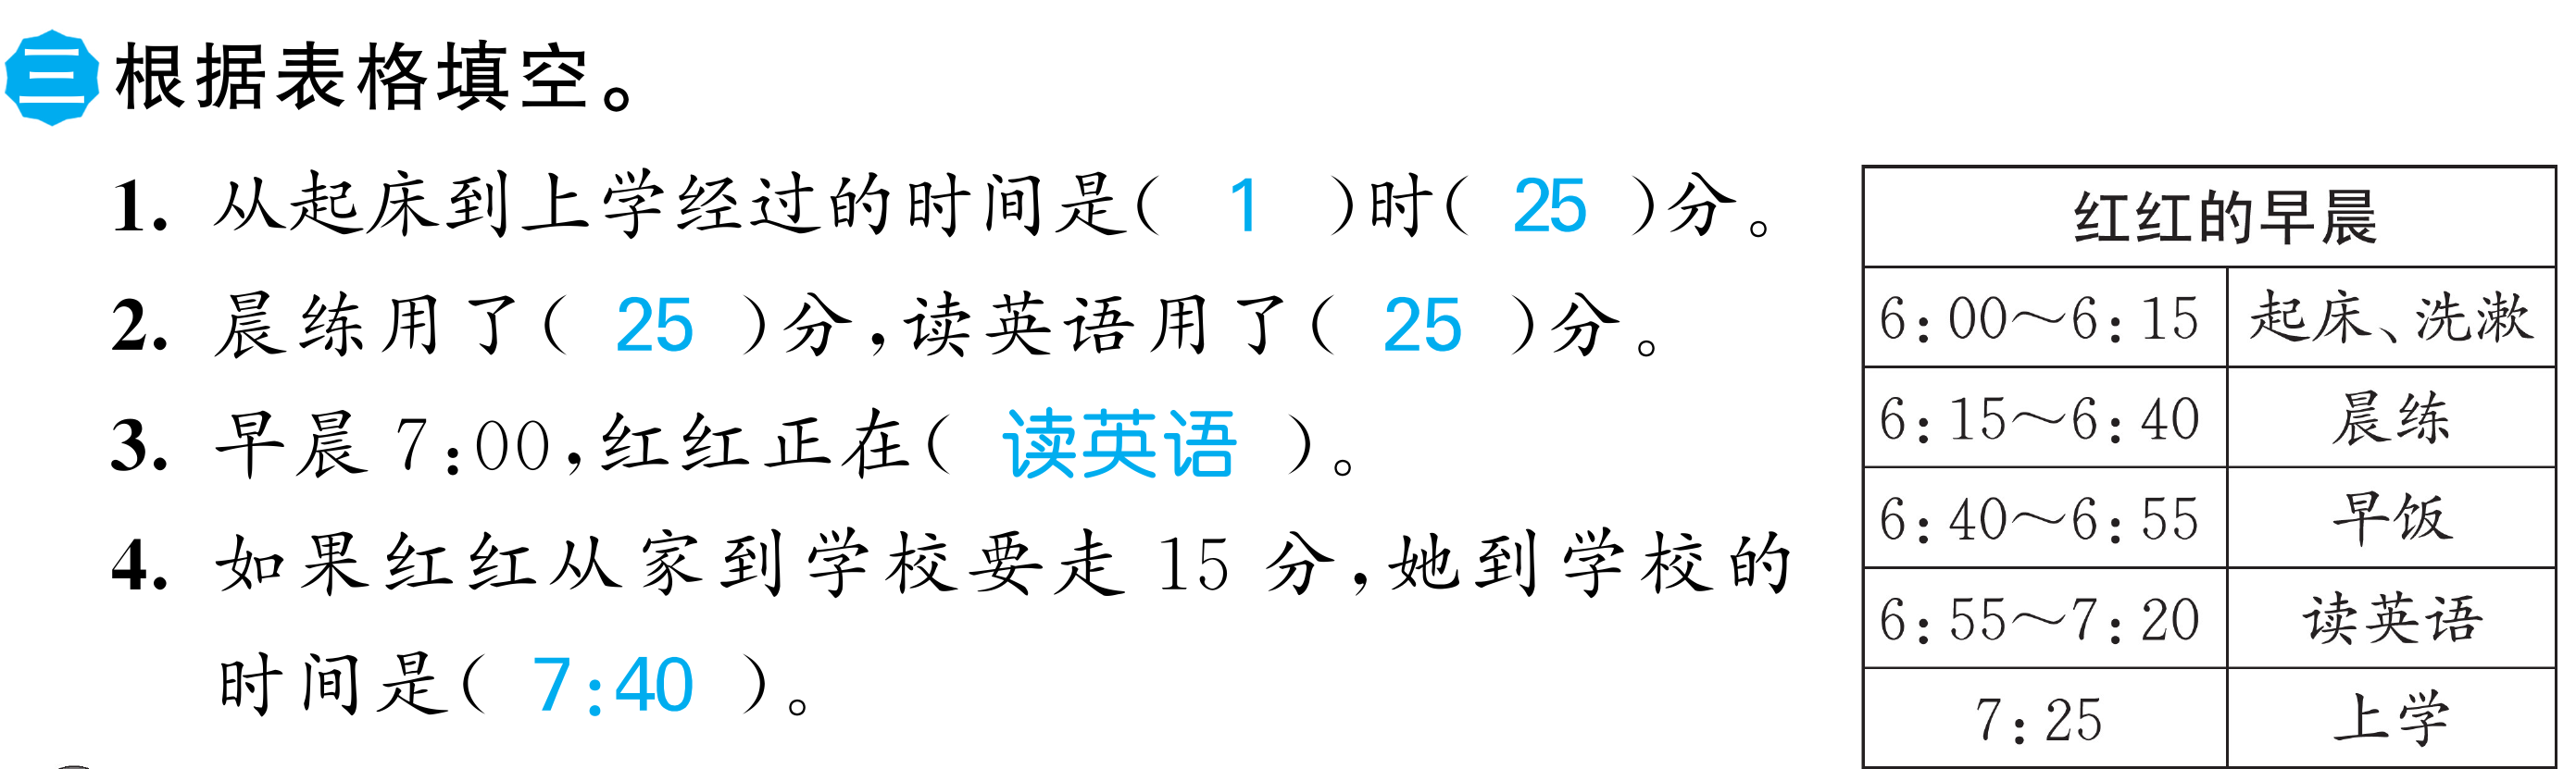 三 根据表格填空。
1. 从起床到上学经过的时间是( 1 )时( 25 )分。
2. 晨练用了( 25 )分,读英语用了( 25 )分。
3. 早晨 7:00,红红正在( 读英语 )。
4. 如果红红从家到学校要走 15 分,她到学校的
时间是( 7:40 )。
红红的早晨
6:00～6:15 起床、洗漱
6:15～6:40 晨练
6:40～6:55 早饭
6:55～7:20 读英语
7:25 上学